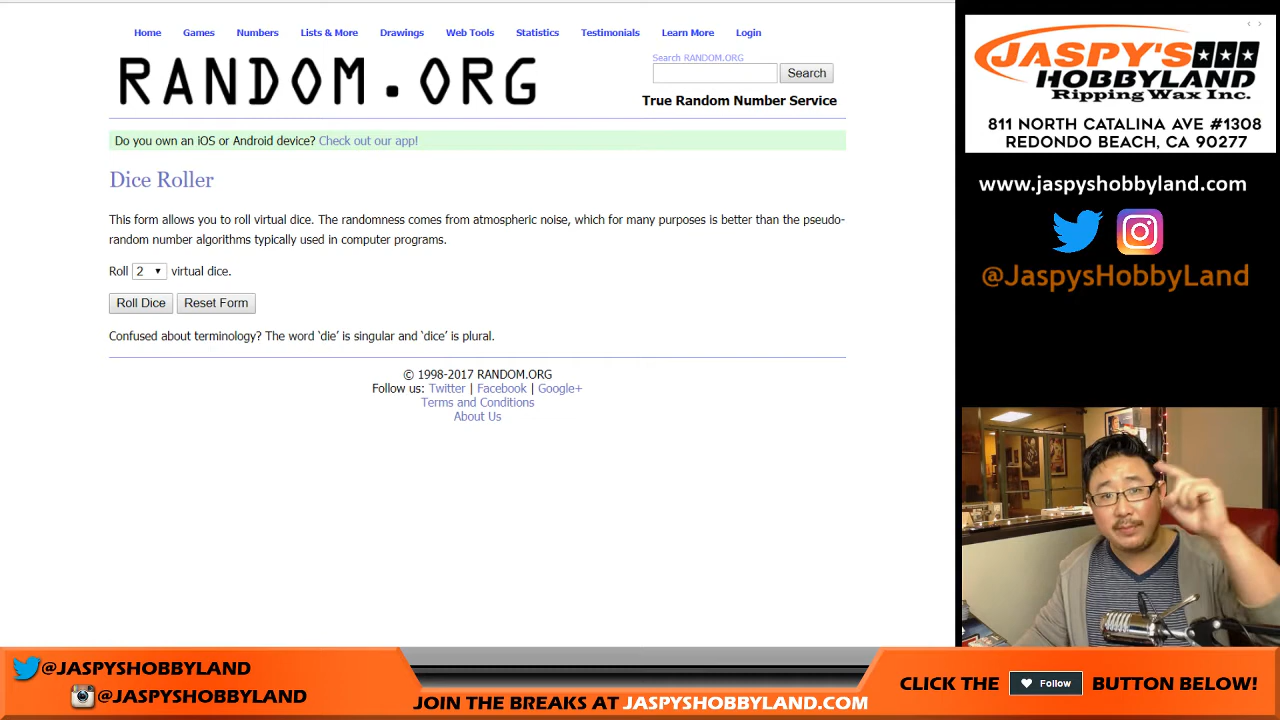 Home Games Numbers Lists & More Drawings Web Tools Statistics Testimonials Learn More Login
RANDOM.ORG
Search RANDOM.ORG
Search
True Random Number Service
Do you own an iOS or Android device? Check out our app!
Dice Roller
This form allows you to roll virtual dice. The randomness comes from atmospheric noise, which for many purposes is better than the pseudo-
random number algorithms typically used in computer programs.
Roll 2 virtual dice.
Roll Dice Reset Form
Confused about terminology? The word ‘die’ is singular and ‘dice’ is plural.
© 1998-2017 RANDOM.ORG
Follow us: Twitter | Facebook | Google+
Terms and Conditions
About Us
JASPY'S
HOBBYLAND
Ripping Wax Inc.
811 NORTH CATALINA AVE #1308
REDONDO BEACH, CA 90277
www.jaspyshobbyland.com
@JaspysHobbyLand
@JASPYSHOBBYLAND
@JASPYSHOBBYLAND
JOIN THE BREAKS AT JASPYSHOBBYLAND.COM
CLICK THE Follow BUTTON BELOW!